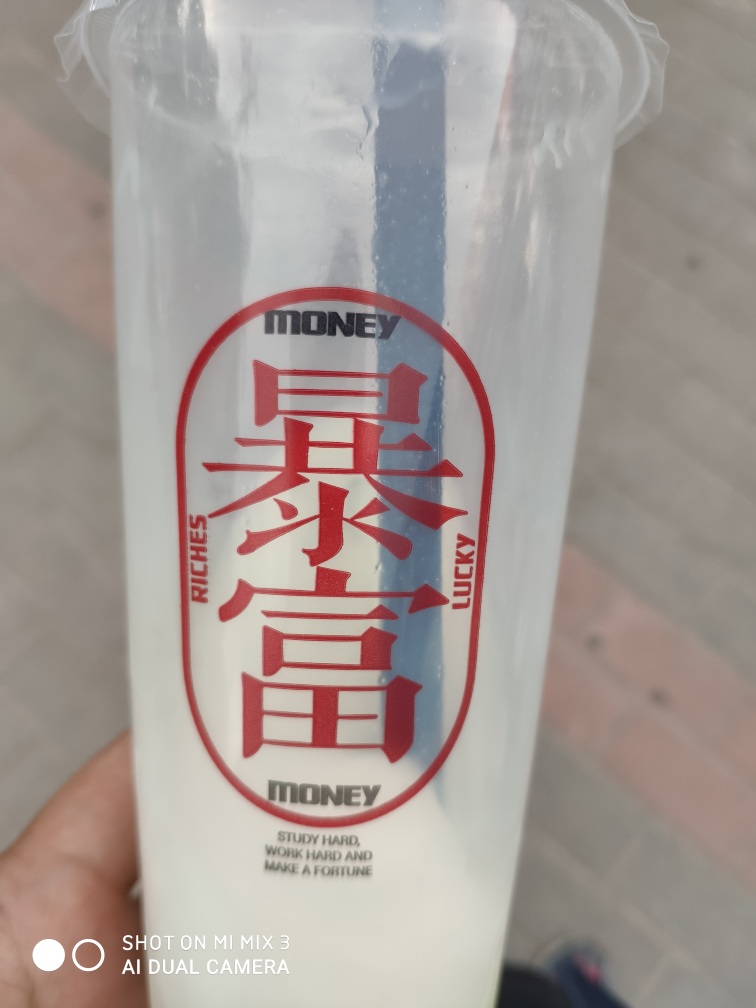 MONEY
暴富
RICHES
LUCKY
MONEY
STUDY HARD,
WORK HARD AND
MAKE A FORTUNE
SHOT ON MI MIX 3
AI DUAL CAMERA